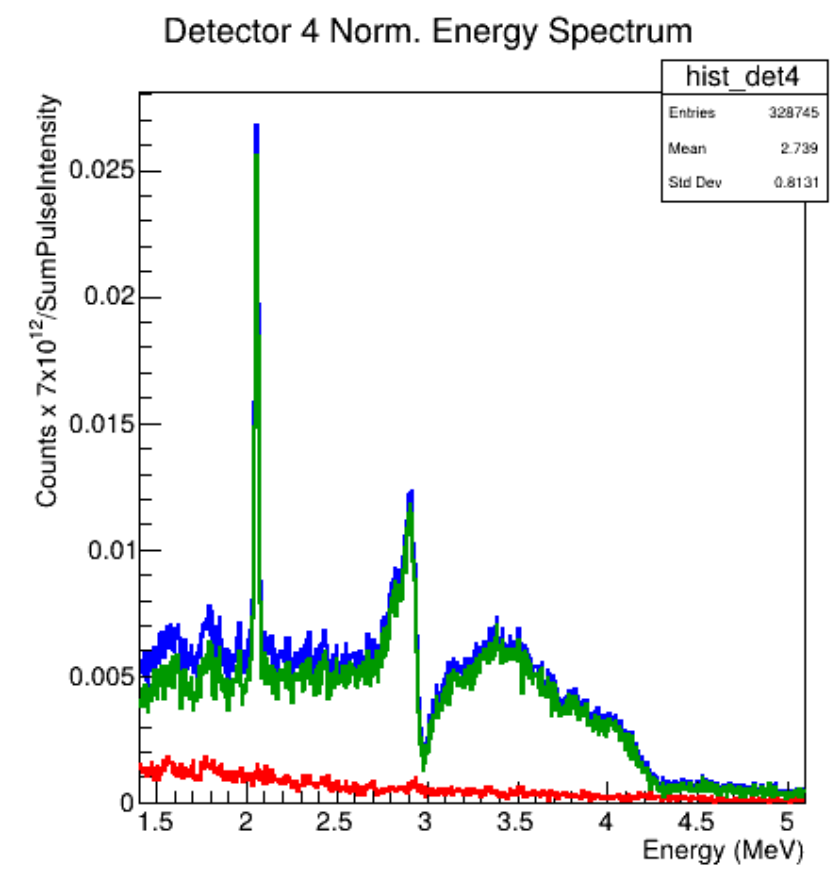 Detector 4 Norm. Energy Spectrum
hist_det4
Entries 328745
Mean 2.739
Std Dev 0.8131
Counts x 7x10¹²/SumPulseIntensity
0.025
0.02
0.015
0.01
0.005
0
1.5 2 2.5 3 3.5 4 4.5 5
Energy (MeV)